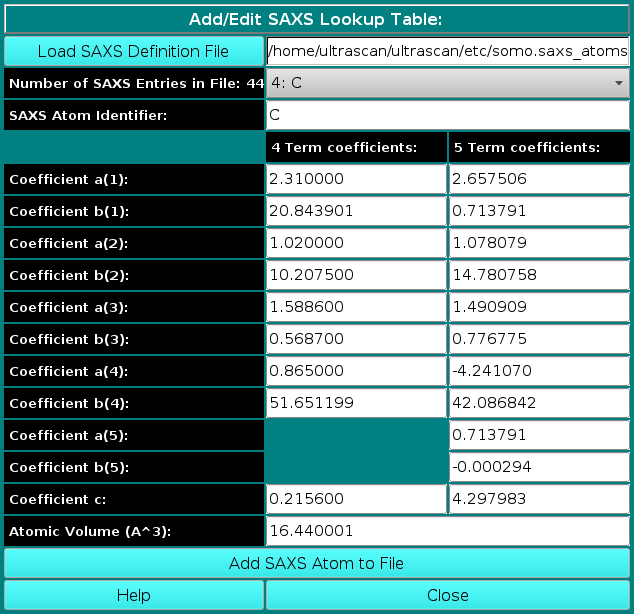 Add/Edit SAXS Lookup Table:
Load SAXS Definition File /home/ultrascan/ultrascan/etc/somo.saxs_atoms
Number of SAXS Entries in File: 44 4: C
SAXS Atom Identifier: C
4 Term coefficients: 5 Term coefficients:
Coefficient a(1): 2.310000 2.657506
Coefficient b(1): 20.843901 0.713791
Coefficient a(2): 1.020000 1.078079
Coefficient b(2): 10.207500 14.780758
Coefficient a(3): 1.588600 1.490909
Coefficient b(3): 0.568700 0.776775
Coefficient a(4): 0.865000 -4.241070
Coefficient b(4): 51.651199 42.086842
Coefficient a(5): 0.713791
Coefficient b(5): -0.000294
Coefficient c: 0.215600 4.297983
Atomic Volume (A^3): 16.440001
Add SAXS Atom to File
Help Close